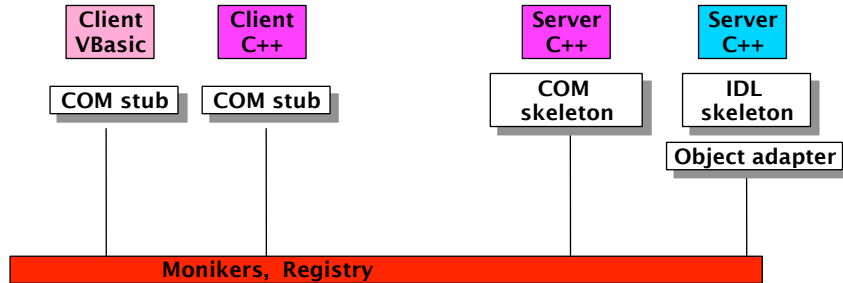 Client
VBasic
Client
C++
Server
C++
Server
C++
COM stub
COM stub
COM
skeleton
IDL
skeleton
Object adapter
Monikers, Registry